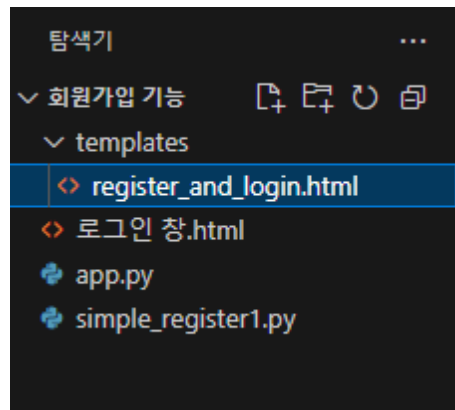 탐색기 ...
회원가입 기능
templates
register_and_login.html
로그인 창.html
app.py
simple_register1.py